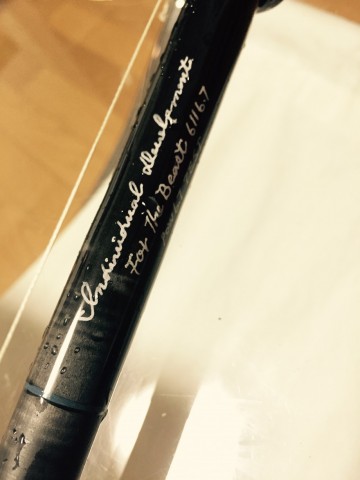 Individual Development.
For The Beast 6116.7